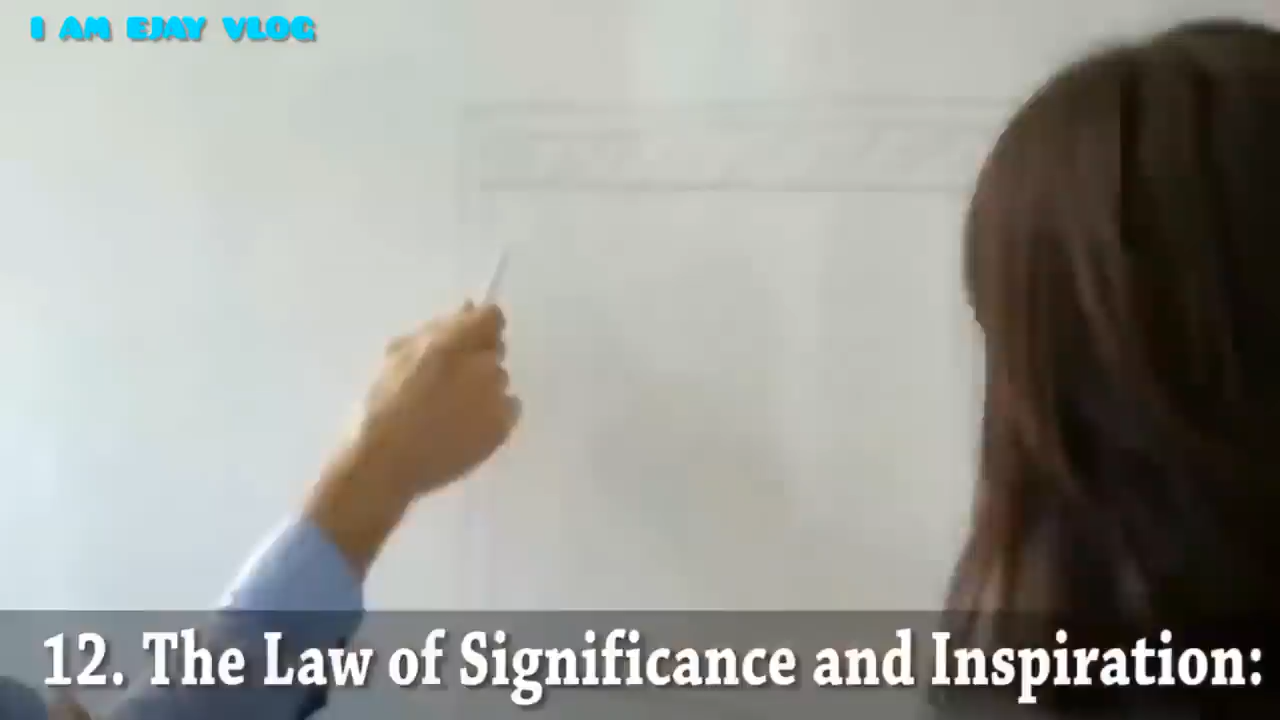 I AM EJAY VLOG
12. The Law of Significance and Inspiration: